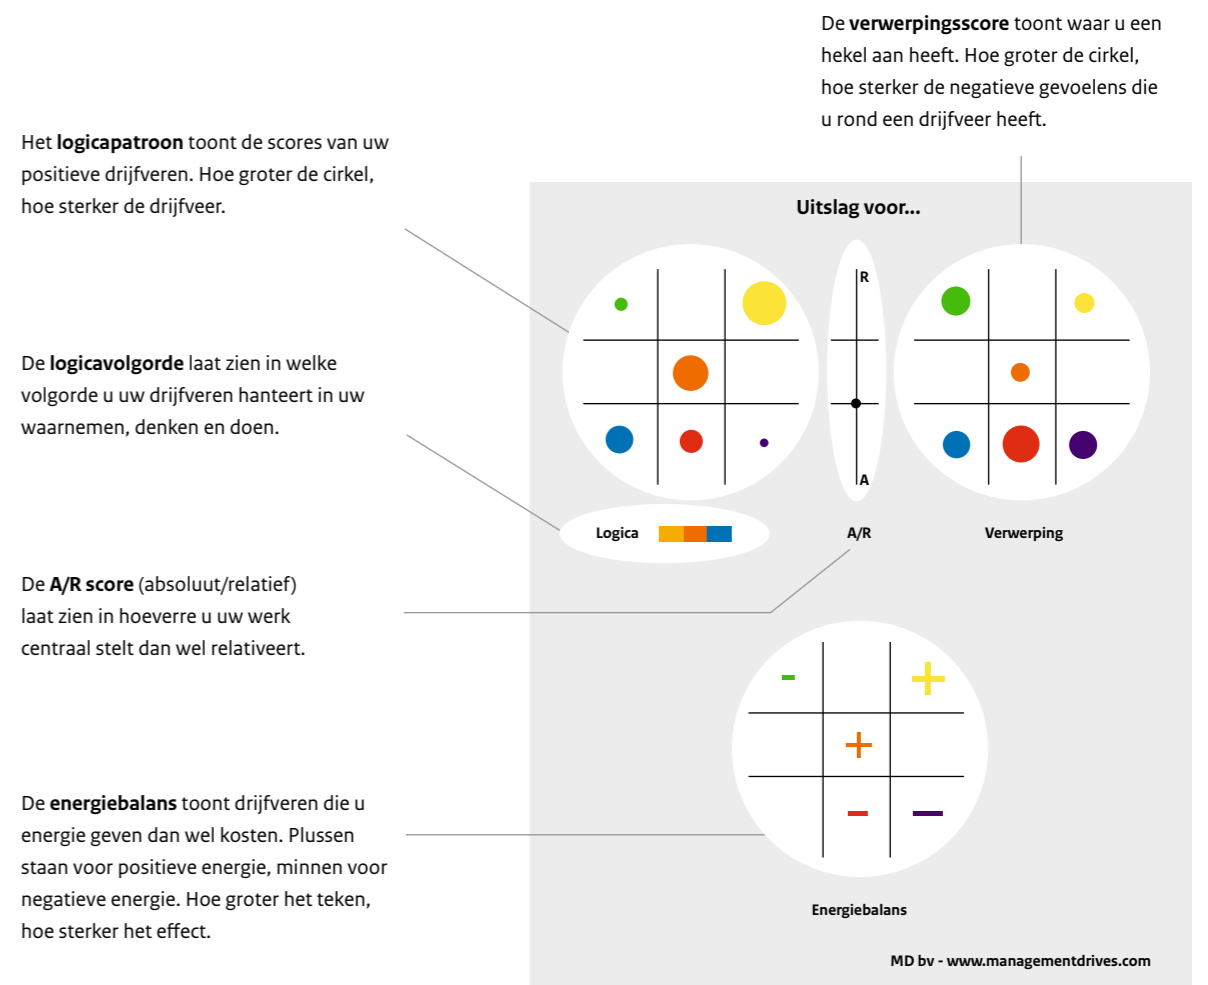 De verwerpingsscore toont waar u een
hekel aan heeft. Hoe groter de cirkel,
hoe sterker de negatieve gevoelens die
u rond een drijfveer heeft.
Het logicapatroon toont de scores van uw
positieve drijfveren. Hoe groter de cirkel,
hoe sterker de drijfveer.
De logicavolgorde laat zien in welke
volgorde u uw drijfveren hanteert in uw
waarnemen, denken en doen.
De A/R score (absoluut/relatief)
laat zien in hoeverre u uw werk
centraal stelt dan wel relativeert.
De energiebalans toont drijfveren die u
energie geven dan wel kosten. Plussen
staan voor positieve energie, minnen voor
negatieve energie. Hoe groter het teken,
hoe sterker het effect.
Uitslag voor...
R
A
Logica
A/R
Verwerping
- +
+
- -
Energiebalans
MD bv - www.managementdrives.com